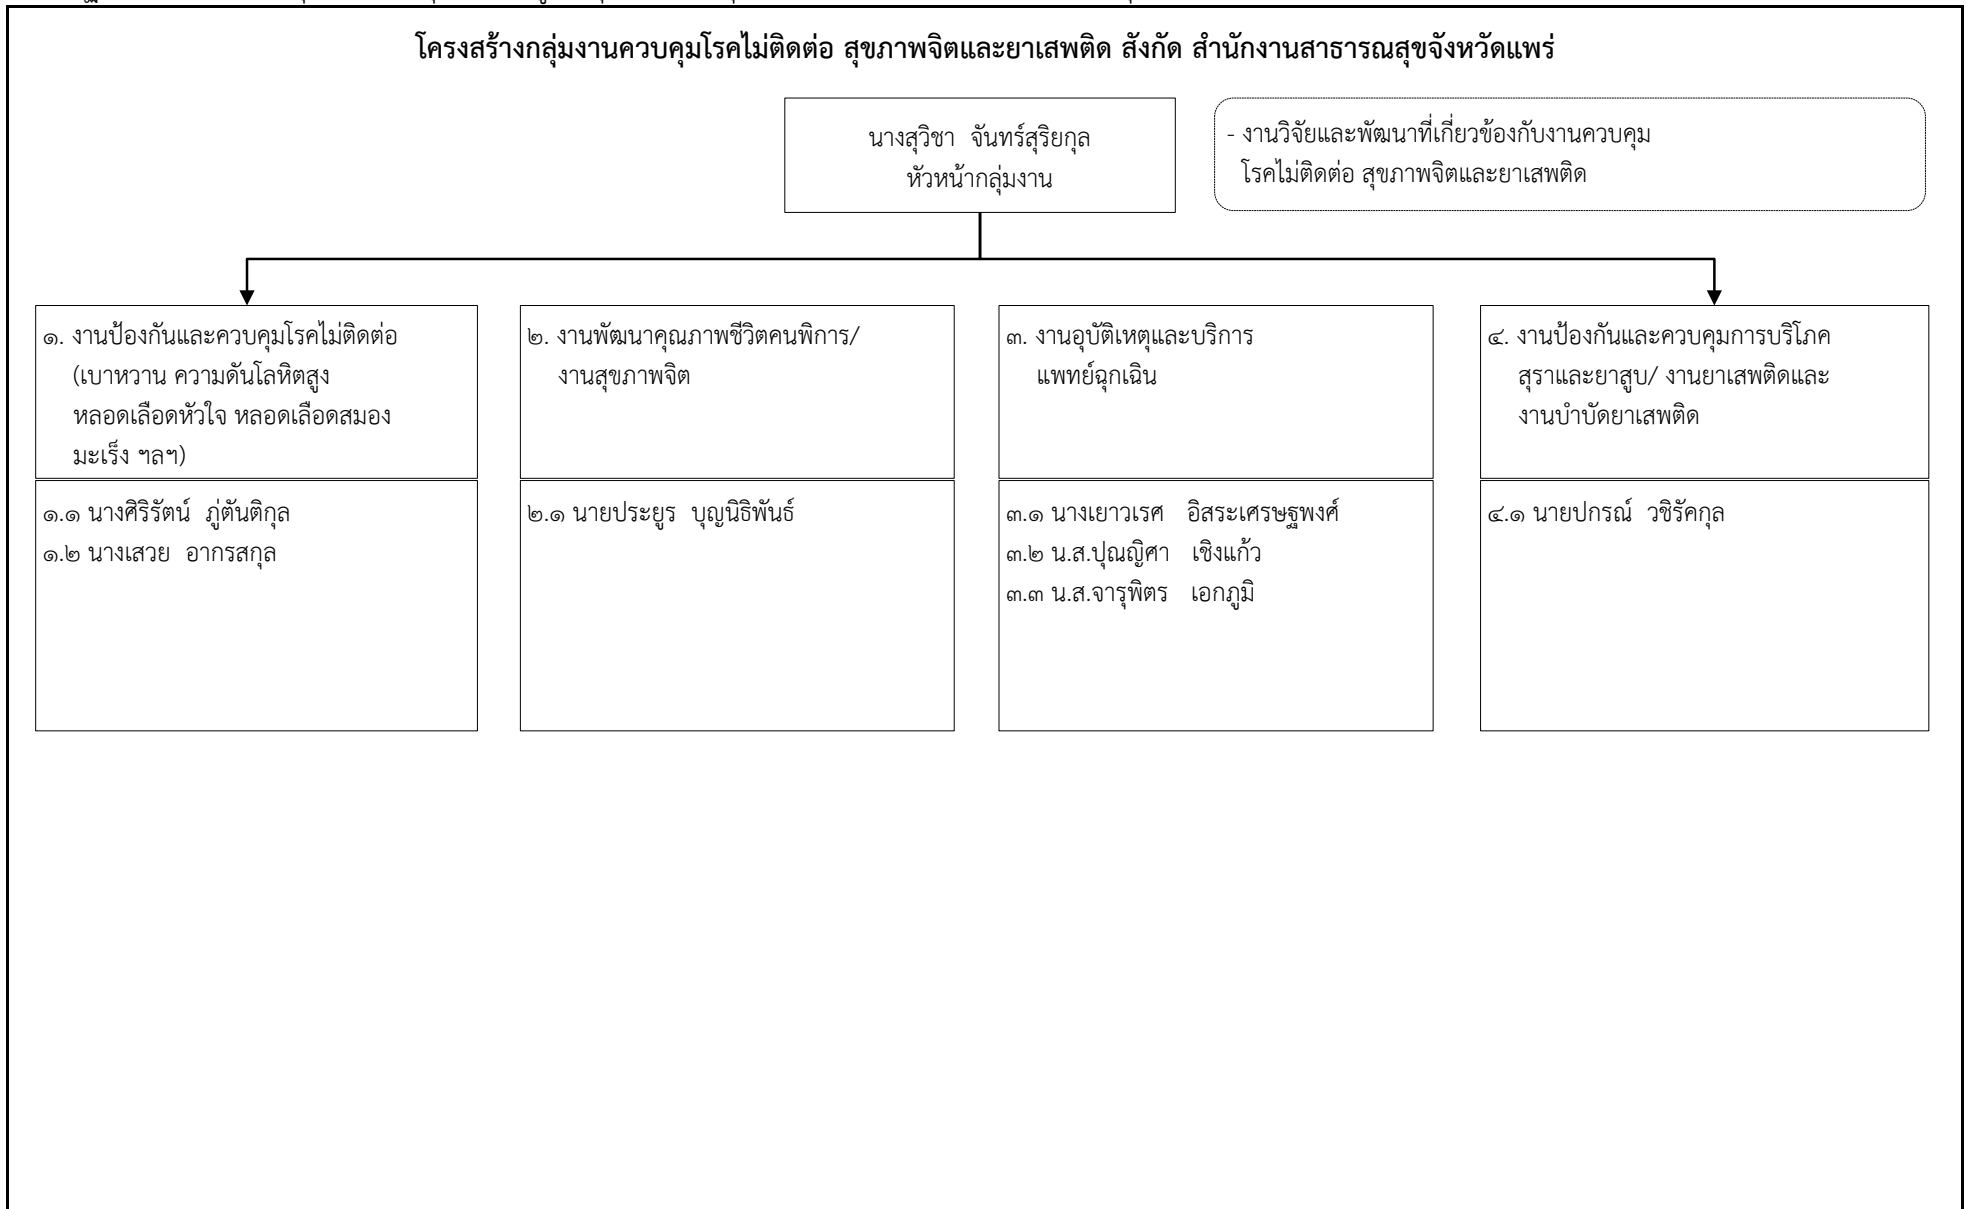 โครงสร้างกลุ่มงานควบคุมโรคไม่ติดต่อ สุขภาพจิตและยาเสพติด สังกัด สำนักงานสาธารณสุขจังหวัดแพร่
นางสุวิชา จันทร์สุริยกุล
หัวหน้ากลุ่มงาน
- งานวิจัยและพัฒนาที่เกี่ยวข้องกับงานควบคุม
โรคไม่ติดต่อ สุขภาพจิตและยาเสพติด
๑. งานป้องกันและควบคุมโรคไม่ติดต่อ
(เบาหวาน ความดันโลหิตสูง
หลอดเลือดหัวใจ หลอดเลือดสมอง
มะเร็ง ฯลฯ)
๑.๑ นางศิริรัตน์ ภู่ตันติกุล
๑.๒ นางเสวย อากรสกุล
๒. งานพัฒนาคุณภาพชีวิตคนพิการ/
งานสุขภาพจิต
๒.๑ นายประยูร บุญนิธิพันธ์
๓. งานอุบัติเหตุและบริการ
แพทย์ฉุกเฉิน
๓.๑ นางเยาวเรศ อิสระเศรษฐพงศ์
๓.๒ น.ส.ปุณญิศา เชิงแก้ว
๓.๓ น.ส.จารุพิตร เอกภูมิ
๔. งานป้องกันและควบคุมการบริโภค
สุราและยาสูบ/ งานยาเสพติดและ
งานบำบัดยาเสพติด
๔.๑ นายปกรณ์ วชิรัคกุล